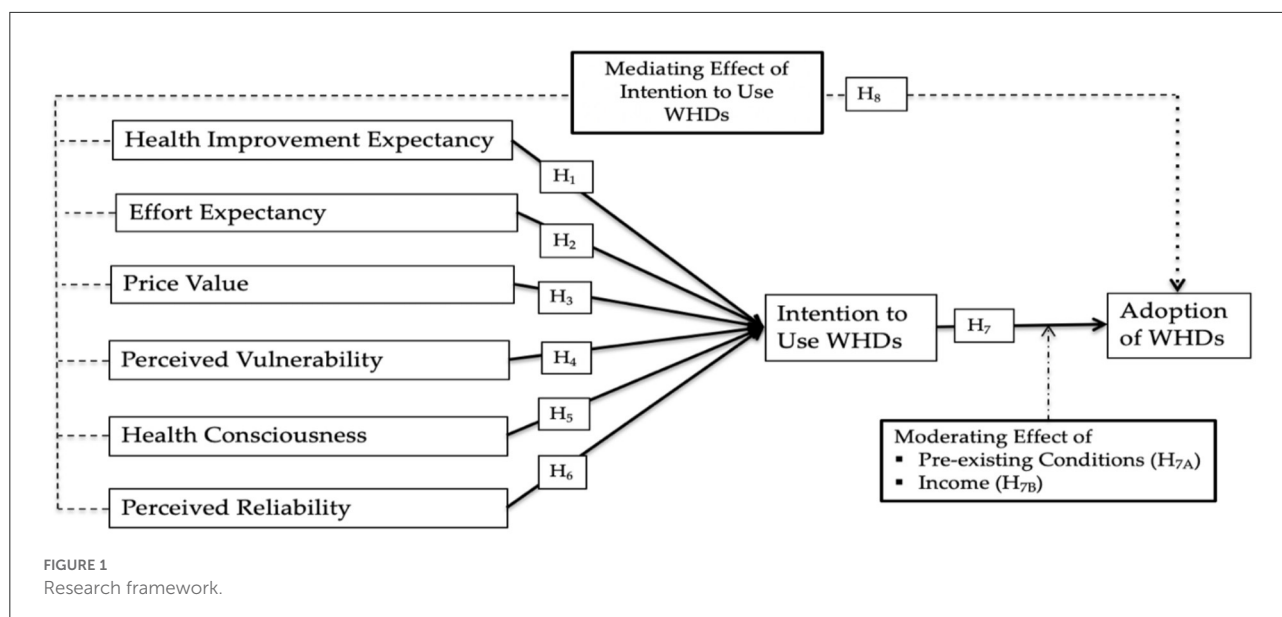 Mediating Effect of
Intention to Use
WHDs
H₈
Health Improvement Expectancy
H₁
Effort Expectancy
H₂
Price Value
H₃
Perceived Vulnerability
H₄
Health Consciousness
H₅
Perceived Reliability
H₆
Intention to
Use WHDs
H₇
Adoption
of WHDs
Moderating Effect of
▪ Pre-existing Conditions (H₇A)
▪ Income (H₇B)
FIGURE 1
Research framework.